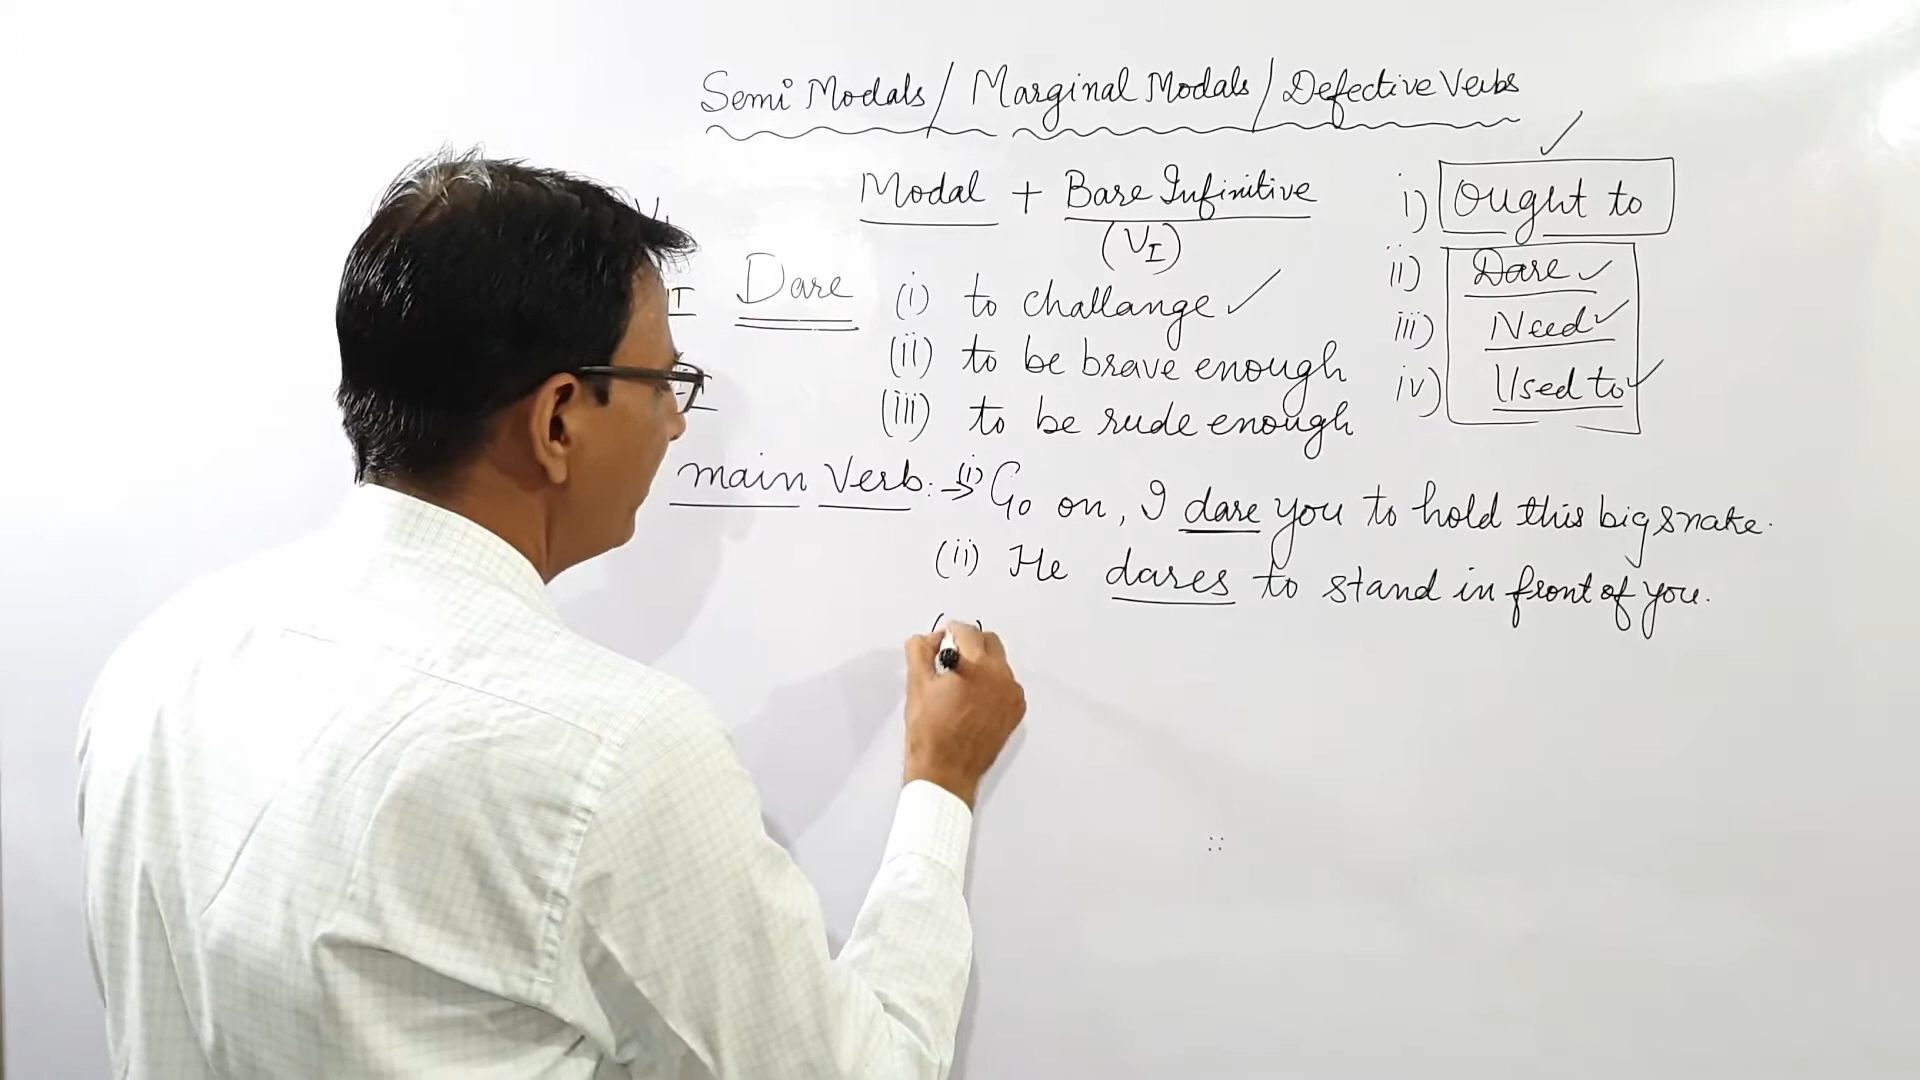 Semi Modals / Marginal Modals / Defective Verbs
Modal + Bare Infinitive
(VI)
i) Ought to
ii) Dare
iii) Need
iv) Used to
Dare (i) to challange
(ii) to be brave enough
(iii) to be rude enough
main Verb: → (i) Go on, I dare you to hold this big snake.
(ii) He dares to stand in front of you.